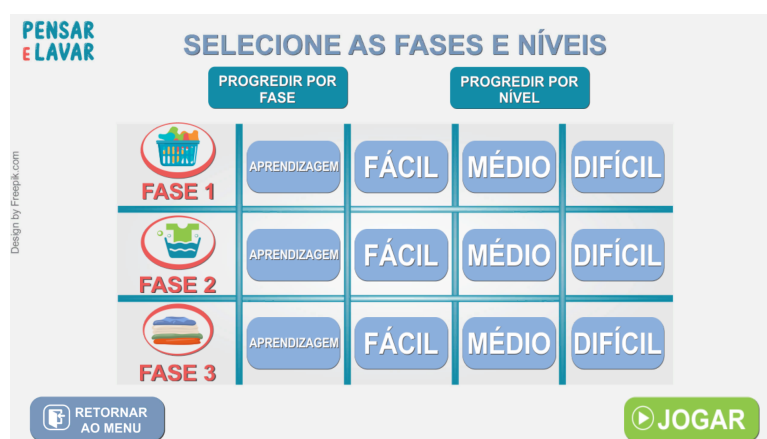 PENSAR
E LAVAR
SELECIONE AS FASES E NÍVEIS
PROGREDIR POR
FASE
PROGREDIR POR
NÍVEL
Design by Freepik.com
FASE 1
APRENDIZAGEM
FÁCIL
MÉDIO
DIFÍCIL
FASE 2
APRENDIZAGEM
FÁCIL
MÉDIO
DIFÍCIL
FASE 3
APRENDIZAGEM
FÁCIL
MÉDIO
DIFÍCIL
RETORNAR
AO MENU
JOGAR